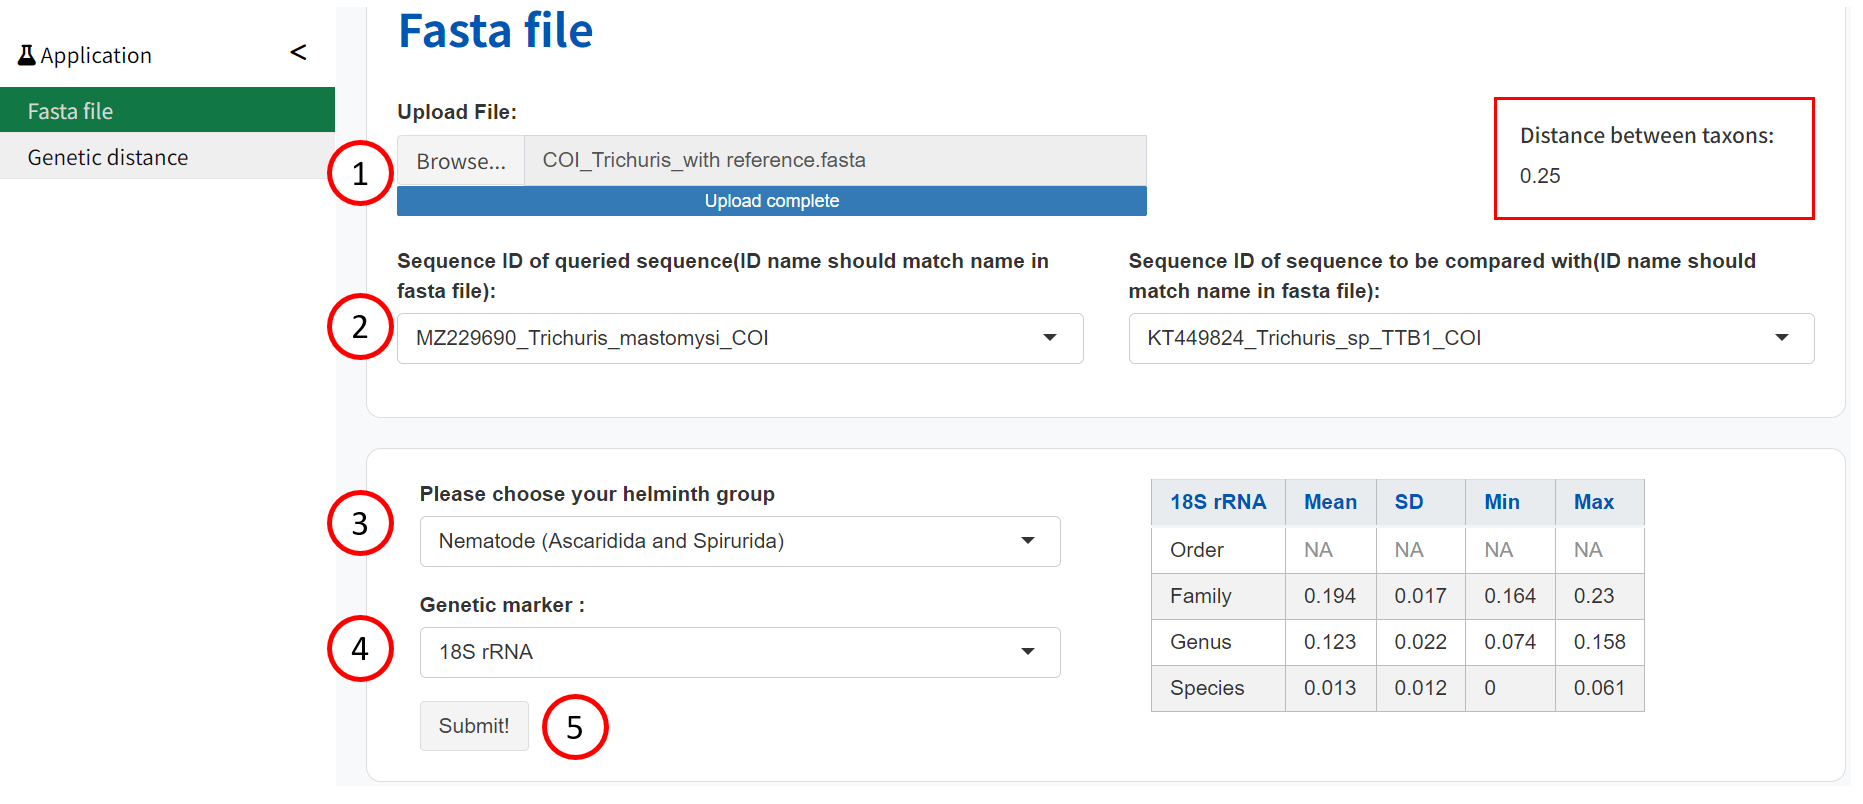 Application <
Fasta file
Genetic distance
Fasta file
Upload File:
1
Browse... COI_Trichuris_with reference.fasta
Upload complete
Distance between taxons:
0.25
Sequence ID of queried sequence(ID name should match name in
fasta file):
2
MZ229690_Trichuris_mastomysi_COI
Sequence ID of sequence to be compared with(ID name should
match name in fasta file):
KT449824_Trichuris_sp_TTB1_COI
Please choose your helminth group
3
Nematode (Ascaridida and Spirurida)
Genetic marker :
4
18S rRNA
Submit!
5
18S rRNA Mean SD Min Max
Order NA NA NA NA
Family 0.194 0.017 0.164 0.23
Genus 0.123 0.022 0.074 0.158
Species 0.013 0.012 0 0.061